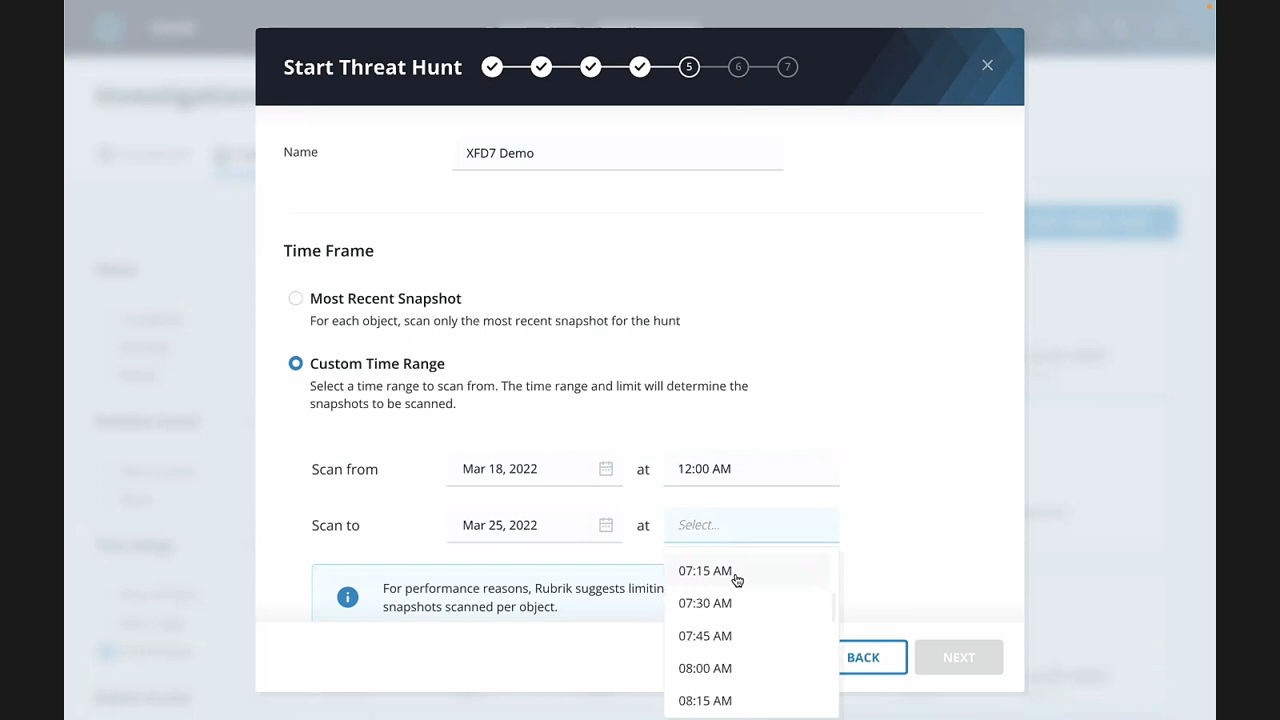 Start Threat Hunt
5 6 7
Name
XFD7 Demo
Time Frame
Most Recent Snapshot
For each object, scan only the most recent snapshot for the hunt
Custom Time Range
Select a time range to scan from. The time range and limit will determine the
snapshots to be scanned.
Scan from
Mar 18, 2022
at
12:00 AM
Scan to
Mar 25, 2022
at
Select...
07:15 AM
07:30 AM
07:45 AM
08:00 AM
08:15 AM
For performance reasons, Rubrik suggests limitin
snapshots scanned per object.
BACK
NEXT